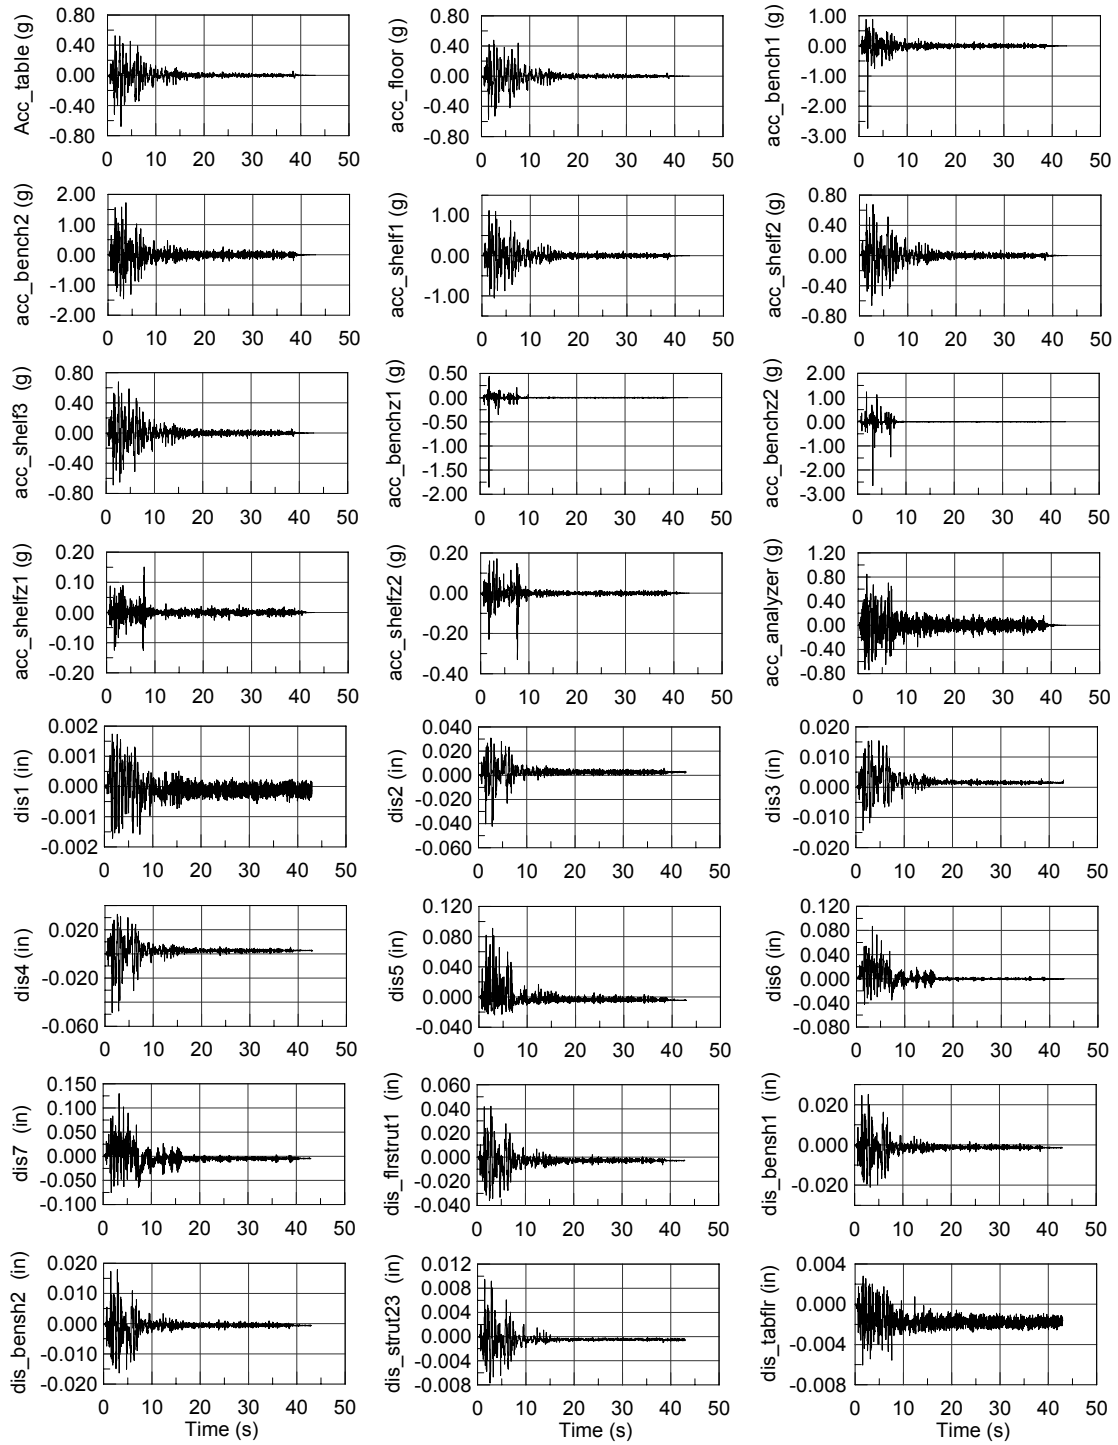 Acc_table (g)
0.80
0.40
0.00
-0.40
-0.80
0 10 20 30 40 50
acc_floor (g)
0.80
0.40
0.00
-0.40
-0.80
0 10 20 30 40 50
acc_bench1 (g)
1.00
0.00
-1.00
-2.00
-3.00
0 10 20 30 40 50
acc_bench2 (g)
2.00
1.00
0.00
-1.00
-2.00
0 10 20 30 40 50
acc_shelf1 (g)
1.00
0.00
-1.00
0 10 20 30 40 50
acc_shelf2 (g)
0.80
0.40
0.00
-0.40
-0.80
0 10 20 30 40 50
acc_shelf3 (g)
0.80
0.40
0.00
-0.40
-0.80
0 10 20 30 40 50
acc_benchz1 (g)
0.50
0.00
-0.50
-1.00
-1.50
-2.00
0 10 20 30 40 50
acc_benchz2 (g)
2.00
1.00
0.00
-1.00
-2.00
-3.00
0 10 20 30 40 50
acc_shelfz1 (g)
0.20
0.10
0.00
-0.10
-0.20
0 10 20 30 40 50
acc_shelfz2 (g)
0.20
0.00
-0.20
-0.40
0 10 20 30 40 50
acc_analyzer (g)
1.20
0.80
0.40
0.00
-0.40
-0.80
0 10 20 30 40 50
dis1 (in)
0.002
0.001
0.000
-0.001
-0.002
0 10 20 30 40 50
dis2 (in)
0.040
0.020
0.000
-0.020
-0.040
-0.060
0 10 20 30 40 50
dis3 (in)
0.020
0.010
0.000
-0.010
-0.020
0 10 20 30 40 50
dis4 (in)
0.020
-0.020
-0.060
0 10 20 30 40 50
dis5 (in)
0.120
0.080
0.040
0.000
-0.040
0 10 20 30 40 50
dis6 (in)
0.120
0.080
0.040
0.000
-0.040
-0.080
0 10 20 30 40 50
dis7 (in)
0.150
0.100
0.050
0.000
-0.050
-0.100
0 10 20 30 40 50
dis_flrstrut1 (in)
0.060
0.040
0.020
0.000
-0.020
-0.040
0 10 20 30 40 50
dis_bensh1 (in)
0.020
0.000
-0.020
0 10 20 30 40 50
dis_bensh2 (in)
0.020
0.010
0.000
-0.010
-0.020
0 10 20 30 40 50
Time (s)
dis_strut23 (in)
0.012
0.008
0.004
0.000
-0.004
-0.008
0 10 20 30 40 50
Time (s)
dis_tabflr (in)
0.004
0.000
-0.004
-0.008
0 10 20 30 40 50
Time (s)